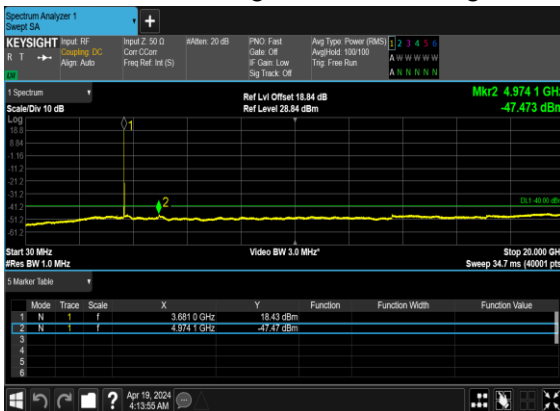 Spectrum Analyzer 1
Swept SA
+
KEYSIGHT Input: RF Input Z: 50 Ω #Atten: 20 dB PNO: Fast Avg Type: Power (RMS) 1 2 3 4 5 6
R T Coupling: DC Corr CCorr Gate: Off Avg|Hold: 100/100 A W W W W W
Align: Auto Freq Ref: Int (S) IF Gain: Low Trig: Free Run
Sig Track: Off A N N N N N
1 Spectrum Ref Lvl Offset 18.84 dB Mkr2 4.974 1 GHz
Scale/Div 10 dB Ref Level 28.84 dBm -47.473 dBm
Log
18.8 1
8.84
-1.16
-11.2
-21.2
-31.2 DL1 -40.00 dBm
-41.2 2
-51.2
-61.2
Start 30 MHz Video BW 3.0 MHz* Stop 20.000 GHz
#Res BW 1.0 MHz Sweep 34.7 ms (40001 pts)
5 Marker Table
Mode Trace Scale X Y Function Function Width Function Value
1 N 1 f 3.681 0 GHz 18.43 dBm
2 N 1 f 4.974 1 GHz -47.47 dBm
3
4
5
6
? Apr 19, 2024
4:13:55 AM